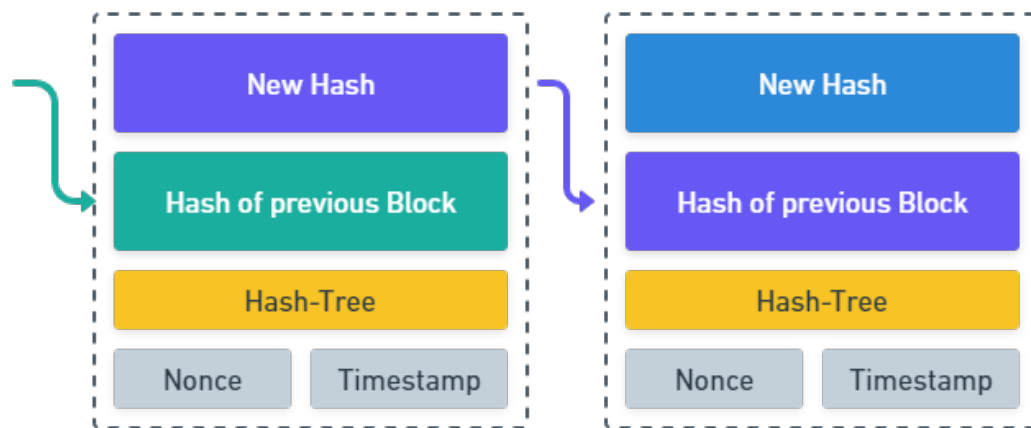 New Hash
Hash of previous Block
Hash-Tree
Nonce
Timestamp
New Hash
Hash of previous Block
Hash-Tree
Nonce
Timestamp